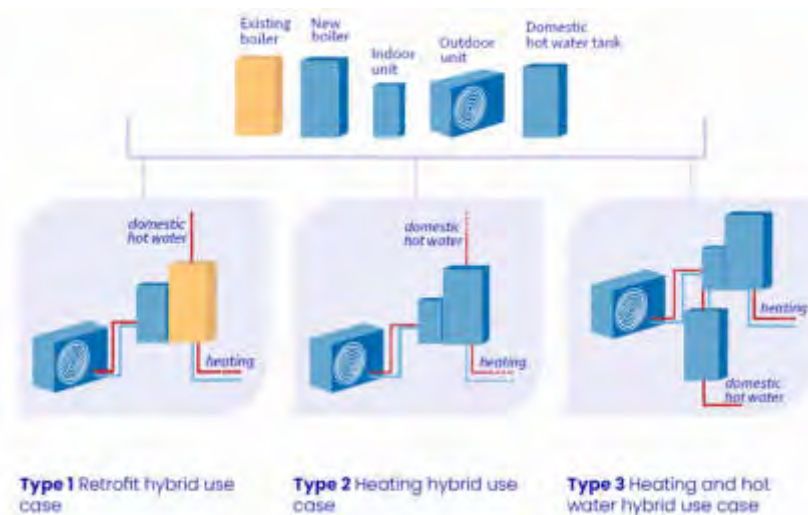 Existing
boiler
New
boiler
Indoor
unit
Outdoor
unit
Domestic
hot water tank
domestic
hot water
heating
domestic
hot water
heating
heating
domestic
hot water
Type 1 Retrofit hybrid use
case
Type 2 Heating hybrid use
case
Type 3 Heating and hot
water hybrid use case